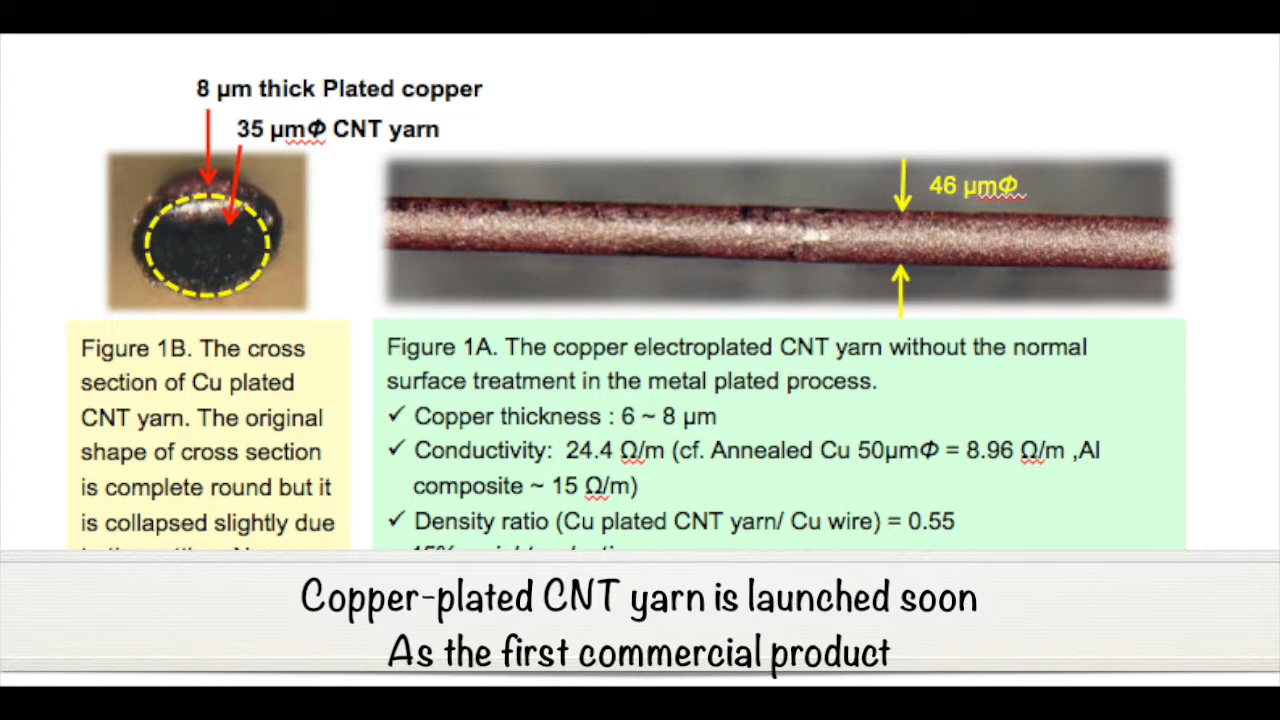 8 µm thick Plated copper
35 µmΦ CNT yarn
46 µmΦ
Figure 1B. The cross
section of Cu plated
CNT yarn. The original
shape of cross section
is complete round but it
is collapsed slightly due
Figure 1A. The copper electroplated CNT yarn without the normal
surface treatment in the metal plated process.
✓ Copper thickness : 6 ~ 8 µm
✓ Conductivity: 24.4 Ω/m (cf. Annealed Cu 50µmΦ = 8.96 Ω/m ,Al
composite ~ 15 Ω/m)
✓ Density ratio (Cu plated CNT yarn/ Cu wire) = 0.55
Copper-plated CNT yarn is launched soon
As the first commercial product